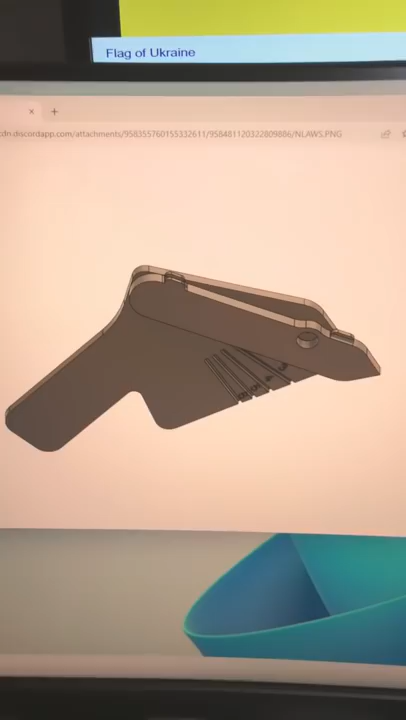 Flag of Ukraine
× +
cdn.discordapp.com/attachments/958355760155332611/958481120322809886/NLAWS.PNG